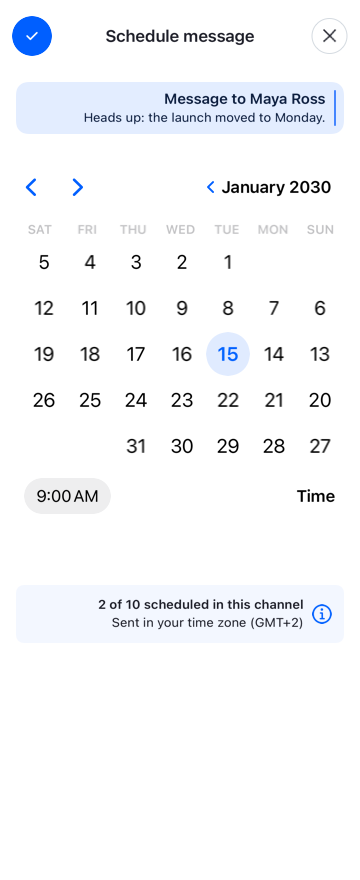 Schedule message
Message to Maya Ross
Heads up: the launch moved to Monday.
January 2030
SAT FRI THU WED TUE MON SUN
5 4 3 2 1
12 11 10 9 8 7 6
19 18 17 16 15 14 13
26 25 24 23 22 21 20
31 30 29 28 27
9:00 AM Time
2 of 10 scheduled in this channel
Sent in your time zone (GMT+2)